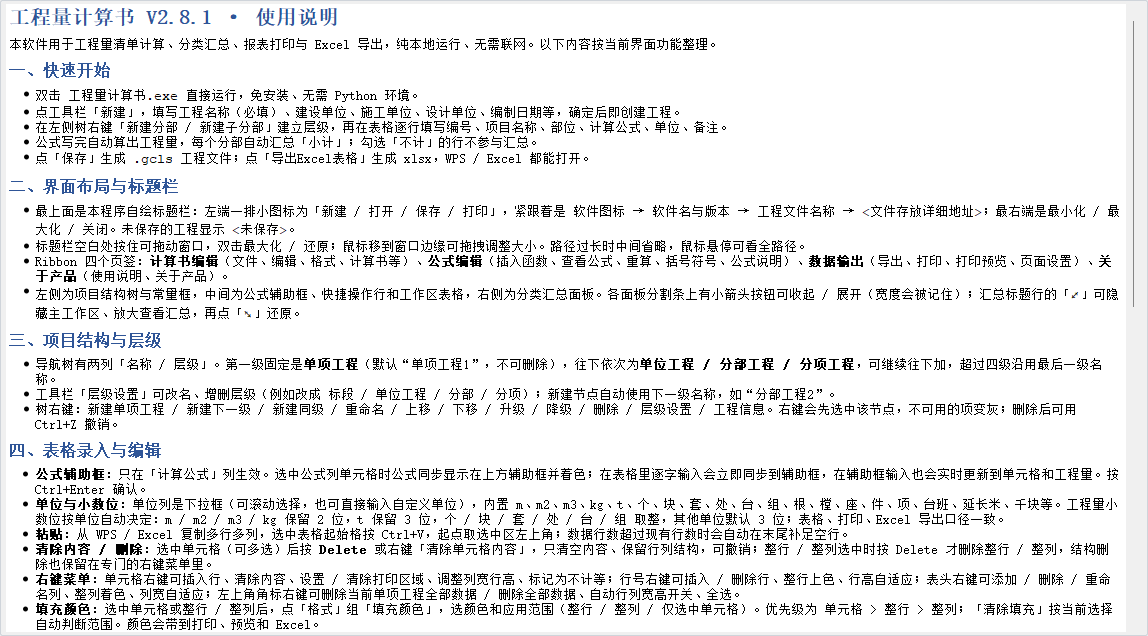 工程量计算书 V2.8.1 · 使用说明
本软件用于工程量清单计算、分类汇总、报表打印与 Excel 导出，纯本地运行、无需联网。以下内容按当前界面功能整理。
一、快速开始
• 双击 工程量计算书.exe 直接运行，免安装、无需 Python 环境。
• 点工具栏「新建」，填写工程名称（必填）、建设单位、施工单位、设计单位、编制日期等，确定后即创建工程。
• 在左侧树右键「新建分部 / 新建子分部」建立层级，再在表格逐行填写编号、项目名称、部位、计算公式、单位、备注。
• 公式写完自动算出工程量，每个分部自动汇总「小计」；勾选「不计」的行不参与汇总。
• 点「保存」生成 .gcls 工程文件；点「导出Excel表格」生成 xlsx，WPS / Excel 都能打开。
二、界面布局与标题栏
• 最上面是本程序自绘标题栏：左端一排小图标为「新建 / 打开 / 保存 / 打印」，紧跟着是 软件图标 → 软件名与版本 → 工程文件名称 → <文件存放详细地址>；最右端是最小化 / 最
大化 / 关闭。未保存的工程显示 <未保存>。
• 标题栏空白处按住可拖动窗口，双击最大化 / 还原；鼠标移到窗口边缘可拖拽调整大小。路径过长时中间省略，鼠标悬停可看全路径。
• Ribbon 四个页签：计算书编辑（文件、编辑、格式、计算书等）、公式编辑（插入函数、查看公式、重算、括号符号、公式说明）、数据输出（导出、打印、打印预览、页面设置）、关
于产品（使用说明、关于产品）。
• 左侧为项目结构树与常量框，中间为公式辅助框、快捷操作行和工作区表格，右侧为分类汇总面板。各面板分割条上有小箭头按钮可收起 / 展开（宽度会被记住）；汇总标题行的「⤢」可隐
藏主工作区、放大查看汇总，再点「⤡」还原。
三、项目结构与层级
• 导航树有两列「名称 / 层级」。第一级固定是单项工程（默认“单项工程1”，不可删除），往下依次为单位工程 / 分部工程 / 分项工程，可继续往下加，超过四级沿用最后一级名
称。
• 工具栏「层级设置」可改名、增删层级（例如改成 标段 / 单位工程 / 分部 / 分项）；新建节点自动使用下一级名称，如“分部工程2”。
• 树右键：新建单项工程 / 新建下一级 / 新建同级 / 重命名 / 上移 / 下移 / 升级 / 降级 / 删除 / 层级设置 / 工程信息。右键会先选中该节点，不可用的项变灰；删除后可用
Ctrl+Z 撤销。
四、表格录入与编辑
• 公式辅助框：只在「计算公式」列生效。选中公式列单元格时公式同步显示在上方辅助框并着色；在表格里逐字输入会立即同步到辅助框，在辅助框输入也会实时更新到单元格和工程量。按
Ctrl+Enter 确认。
• 单位与小数位：单位列是下拉框（可滚动选择，也可直接输入自定义单位），内置 m、m2、m3、kg、t、个、块、套、处、台、组、根、樘、座、件、项、台班、延长米、千块等。工程量小
数位按单位自动决定：m / m2 / m3 / kg 保留 2 位，t 保留 3 位，个 / 块 / 套 / 处 / 台 / 组 取整，其他单位默认 3 位；表格、打印、Excel 导出口径一致。
• 粘贴：从 WPS / Excel 复制多行多列，选中表格起始格按 Ctrl+V，起点取选中区左上角；数据行数超过现有行数时会自动在末尾补足空行。
• 清除内容 / 删除：选中单元格（可多选）后按 Delete 或右键「清除单元格内容」，只清空内容、保留行列结构，可撤销；整行 / 整列选中时按 Delete 才删除整行 / 整列，结构删
除也保留在专门的右键菜单里。
• 右键菜单：单元格右键可插入行、清除内容、设置 / 清除打印区域、调整列宽行高、标记为不计等；行号右键可插入 / 删除行、整行上色、行高自适应；表头右键可添加 / 删除 / 重命
名列、整列着色、列宽自适应；左上角角标右键可删除当前单项工程全部数据 / 删除全部数据、自动行列宽高开关、全选。
• 填充颜色：选中单元格或整行 / 整列后，点「格式」组「填充颜色」，选颜色和应用范围（整行 / 整列 / 仅选中单元格）。优先级为 单元格 > 整行 > 整列；「清除填充」按当前选择
自动判断范围。颜色会带到打印、预览和 Excel。